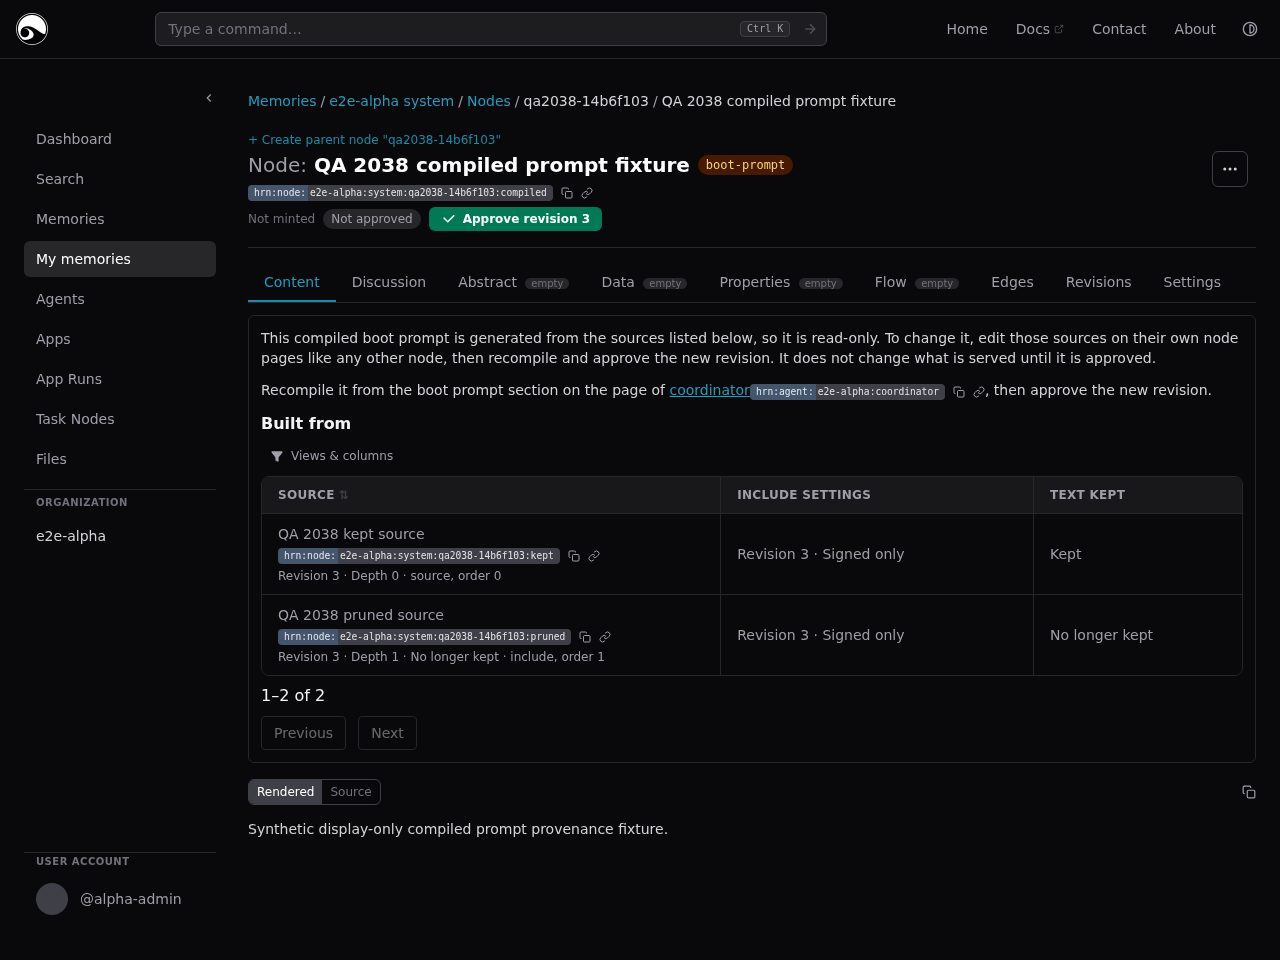 Type a command...
Ctrl K
Home
Docs
Contact
About
Memories / e2e-alpha system / Nodes / qa2038-14b6f103 / QA 2038 compiled prompt fixture
Dashboard
Search
Memories
My memories
Agents
Apps
App Runs
Task Nodes
Files
ORGANIZATION
e2e-alpha
USER ACCOUNT
@alpha-admin
+ Create parent node "qa2038-14b6f103"
Node: QA 2038 compiled prompt fixture boot-prompt
hrn:node: e2e-alpha:system:qa2038-14b6f103:compiled
Not minted Not approved Approve revision 3
Content
Discussion
Abstract empty
Data empty
Properties empty
Flow empty
Edges
Revisions
Settings
This compiled boot prompt is generated from the sources listed below, so it is read-only. To change it, edit those sources on their own node
pages like any other node, then recompile and approve the new revision. It does not change what is served until it is approved.
Recompile it from the boot prompt section on the page of coordinator hrn:agent: e2e-alpha:coordinator , then approve the new revision.
Built from
Views & columns
SOURCE INCLUDE SETTINGS TEXT KEPT
QA 2038 kept source
hrn:node: e2e-alpha:system:qa2038-14b6f103:kept
Revision 3 · Depth 0 · source, order 0
Revision 3 · Signed only
Kept
QA 2038 pruned source
hrn:node: e2e-alpha:system:qa2038-14b6f103:pruned
Revision 3 · Depth 1 · No longer kept · include, order 1
Revision 3 · Signed only
No longer kept
1–2 of 2
Previous
Next
Rendered
Source
Synthetic display-only compiled prompt provenance fixture.